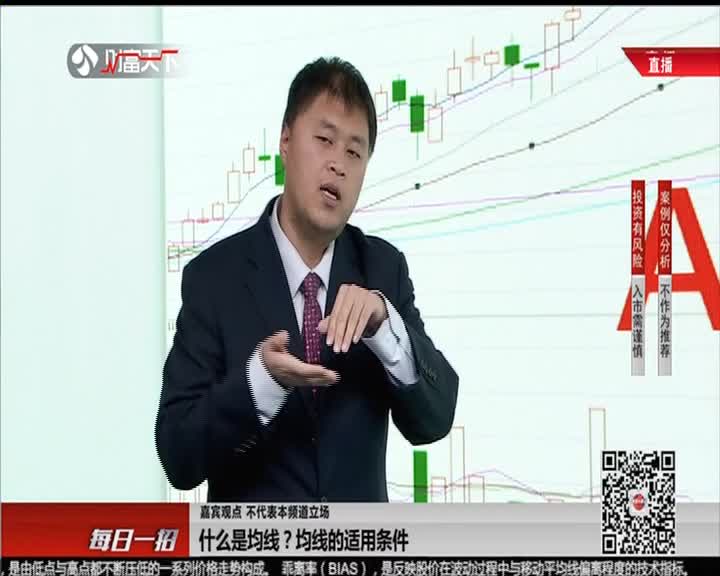 财富天下
直播
案例仅分析 不作为推荐
投资有风险 入市需谨慎
A
嘉宾观点 不代表本频道立场
每日一招
什么是均线？均线的适用条件
，是由低点与高点都不断压低的一系列价格走势构成。 乖离率（BIAS），是反映股价在波动过程中与移动平均线偏离程度的技术指标。